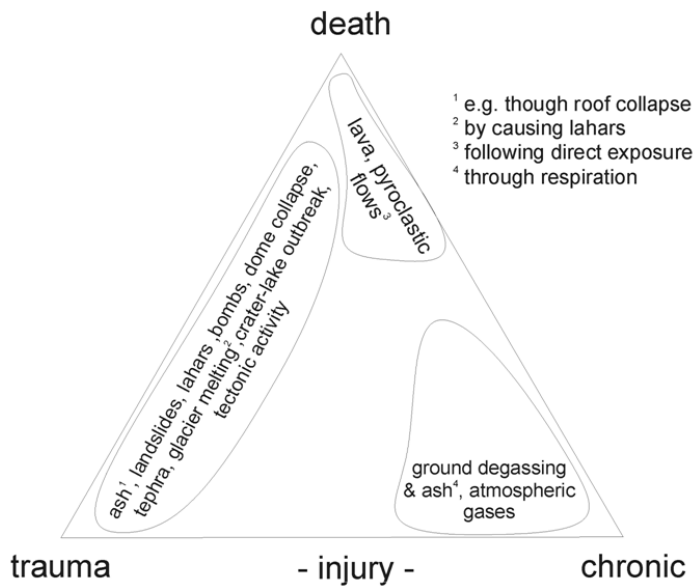 death
¹ e.g. though roof collapse
² by causing lahars
³ following direct exposure
⁴ through respiration
lava, pyroclastic
flows³
ash¹, landslides, lahars ,bombs, dome collapse,
tephra, glacier melting², crater-lake outbreak,
tectonic activity
ground degassing
& ash⁴, atmospheric
gases
trauma
- injury -
chronic